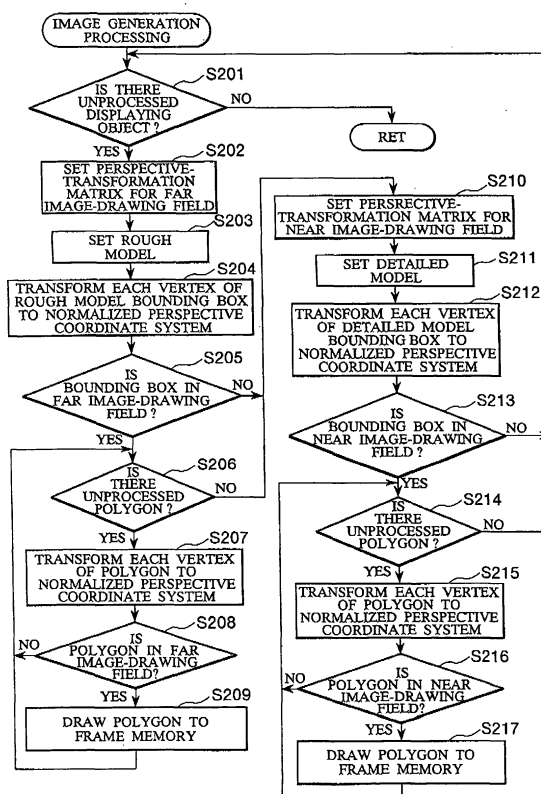 IMAGE GENERATION
PROCESSING
S201
IS THERE
UNPROCESSED
DISPLAYING
OBJECT ?
NO
RET
YES
S202
SET PERSPECTIVE-
TRANSFORMATION
MATRIX FOR FAR
IMAGE-DRAWING FIELD
S203
SET ROUGH
MODEL
S204
TRANSFORM EACH VERTEX OF
ROUGH MODEL BOUNDING BOX
TO NORMALIZED PERSPECTIVE
COORDINATE SYSTEM
S205
IS
BOUNDING BOX IN
FAR IMAGE-DRAWING
FIELD ?
NO
YES
S206
IS
THERE
UNPROCESSED
POLYGON ?
NO
YES
S207
TRANSFORM EACH VERTEX
OF POLYGON TO
NORMALIZED PERSPECTIVE
COORDINATE SYSTEM
S208
NO
IS
POLYGON IN FAR
IMAGE-DRAWING
FIELD?
YES
S209
DRAW POLYGON TO
FRAME MEMORY
S210
SET PERSRECTIVE-
TRANSFORMATION MATRIX FOR
NEAR IMAGE-DRAWING FIELD
S211
SET DETAILED
MODEL
S212
TRANSFORM EACH VERTEX
OF DETAILED MODEL
BOUNDING BOX TO
NORMALIZED PERSPECTIVE
COORDINATE SYSTEM
S213
IS
BOUNDING BOX IN
NEAR IMAGE-DRAWING
FIELD ?
NO
YES
S214
IS
THERE
UNPROCESSED
POLYGON?
NO
YES
S215
TRANSFORM EACH VERTEX
OF POLYGON TO
NORMALIZED PERSPECTIVE
COORDINATE SYSTEM
S216
NO
IS
POLYGON IN NEAR
IMAGE-DRAWING
FIELD?
YES
S217
DRAW POLYGON TO
FRAME MEMORY